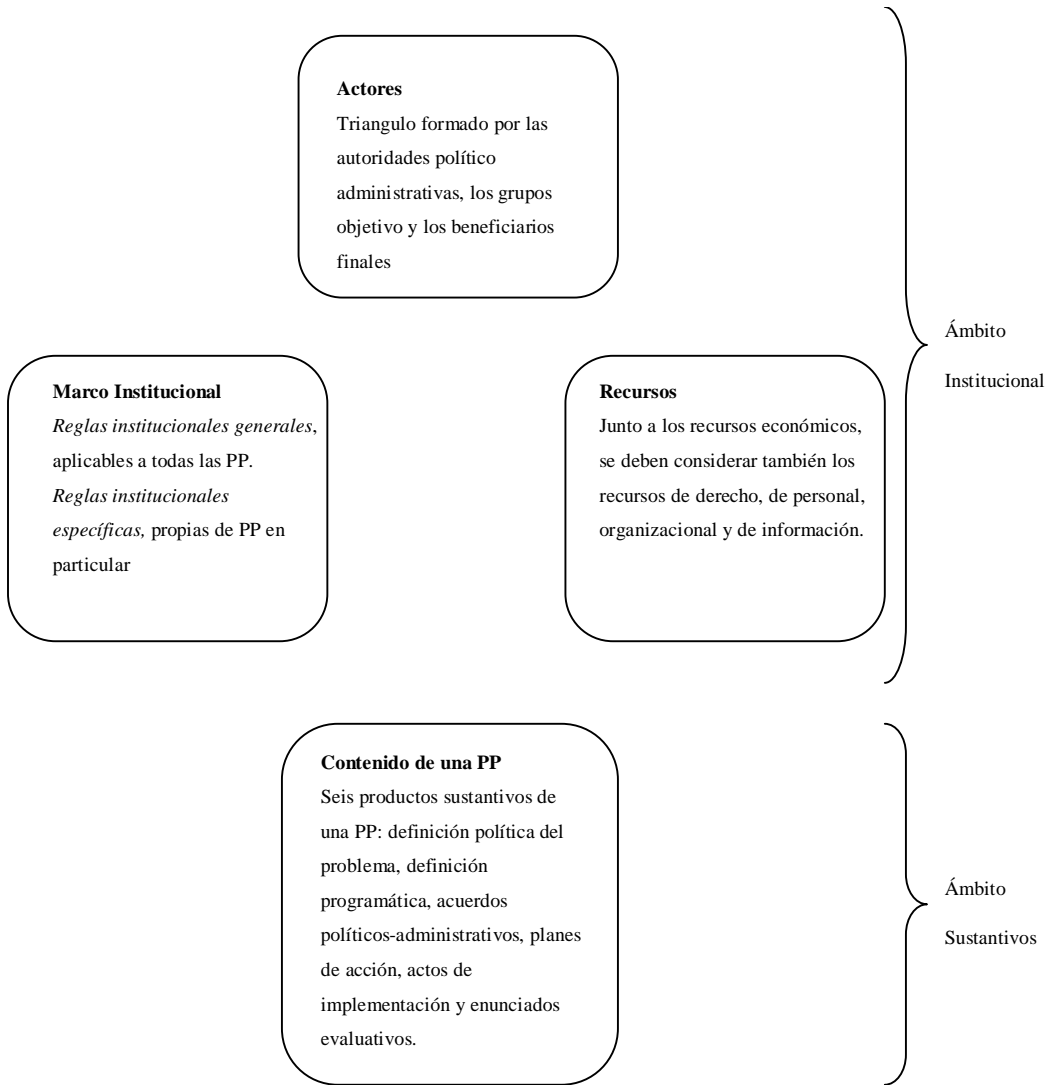 Actores
Triangulo formado por las
autoridades político
administrativas, los grupos
objetivo y los beneficiarios
finales
Ámbito
Institucional
Marco Institucional
Reglas institucionales generales,
aplicables a todas las PP.
Reglas institucionales
específicas, propias de PP en
particular
Recursos
Junto a los recursos económicos,
se deben considerar también los
recursos de derecho, de personal,
organizacional y de información.
Contenido de una PP
Seis productos sustantivos de
una PP: definición política del
problema, definición
programática, acuerdos
políticos-administrativos, planes
de acción, actos de
implementación y enunciados
evaluativos.
Ámbito
Sustantivos